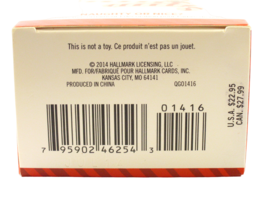 This is not a toy. Ce produit n'est pas un jouet.
© 2014 HALLMARK LICENSING, LLC
MFD. FOR/FABRIQUÉ POUR HALLMARK CARDS, INC.
KANSAS CITY, MO 64141
PRODUCED IN CHINA QG01416
01416
7 95902 46254 3
U.S.A. $22.95
CAN. $27.99